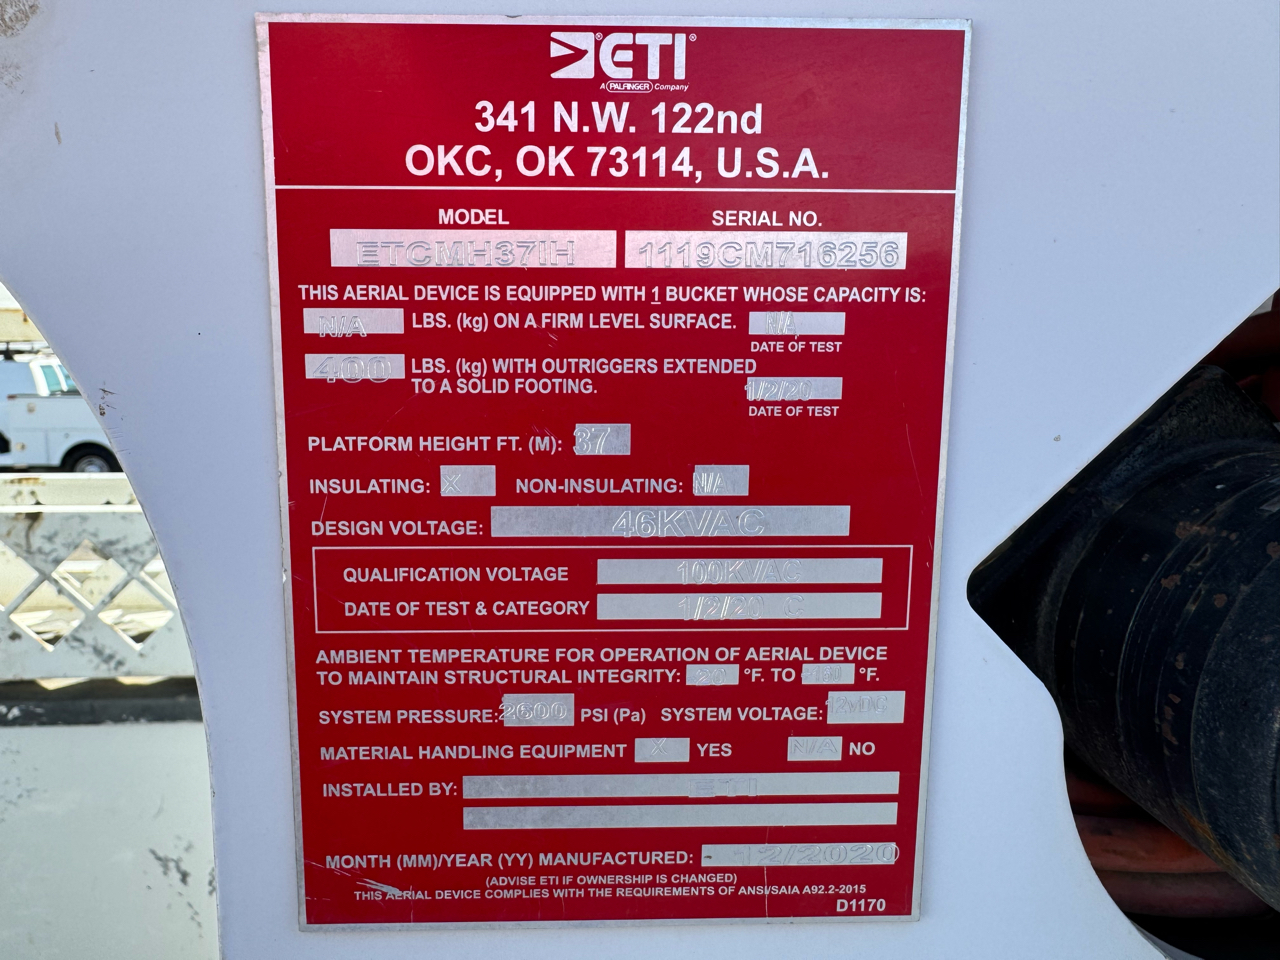 ETI®
A PALFINGER Company
341 N.W. 122nd
OKC, OK 73114, U.S.A.
MODEL SERIAL NO.
ETCMH37IH 1119CM716256
THIS AERIAL DEVICE IS EQUIPPED WITH 1 BUCKET WHOSE CAPACITY IS:
N/A LBS. (kg) ON A FIRM LEVEL SURFACE. N/A
DATE OF TEST
400 LBS. (kg) WITH OUTRIGGERS EXTENDED
TO A SOLID FOOTING. 1/2/20
DATE OF TEST
PLATFORM HEIGHT FT. (M): 37
INSULATING: X NON-INSULATING: N/A
DESIGN VOLTAGE: 46KVAC
QUALIFICATION VOLTAGE 100KVAC
DATE OF TEST & CATEGORY 1/2/20 C
AMBIENT TEMPERATURE FOR OPERATION OF AERIAL DEVICE
TO MAINTAIN STRUCTURAL INTEGRITY: °F. TO °F.
SYSTEM PRESSURE: 2600 PSI (Pa) SYSTEM VOLTAGE: 12VDC
MATERIAL HANDLING EQUIPMENT X YES N/A NO
INSTALLED BY: ETI
MONTH (MM)/YEAR (YY) MANUFACTURED: 12/2020
(ADVISE ETI IF OWNERSHIP IS CHANGED)
THIS AERIAL DEVICE COMPLIES WITH THE REQUIREMENTS OF ANSI/SAIA A92.2-2015
D1170